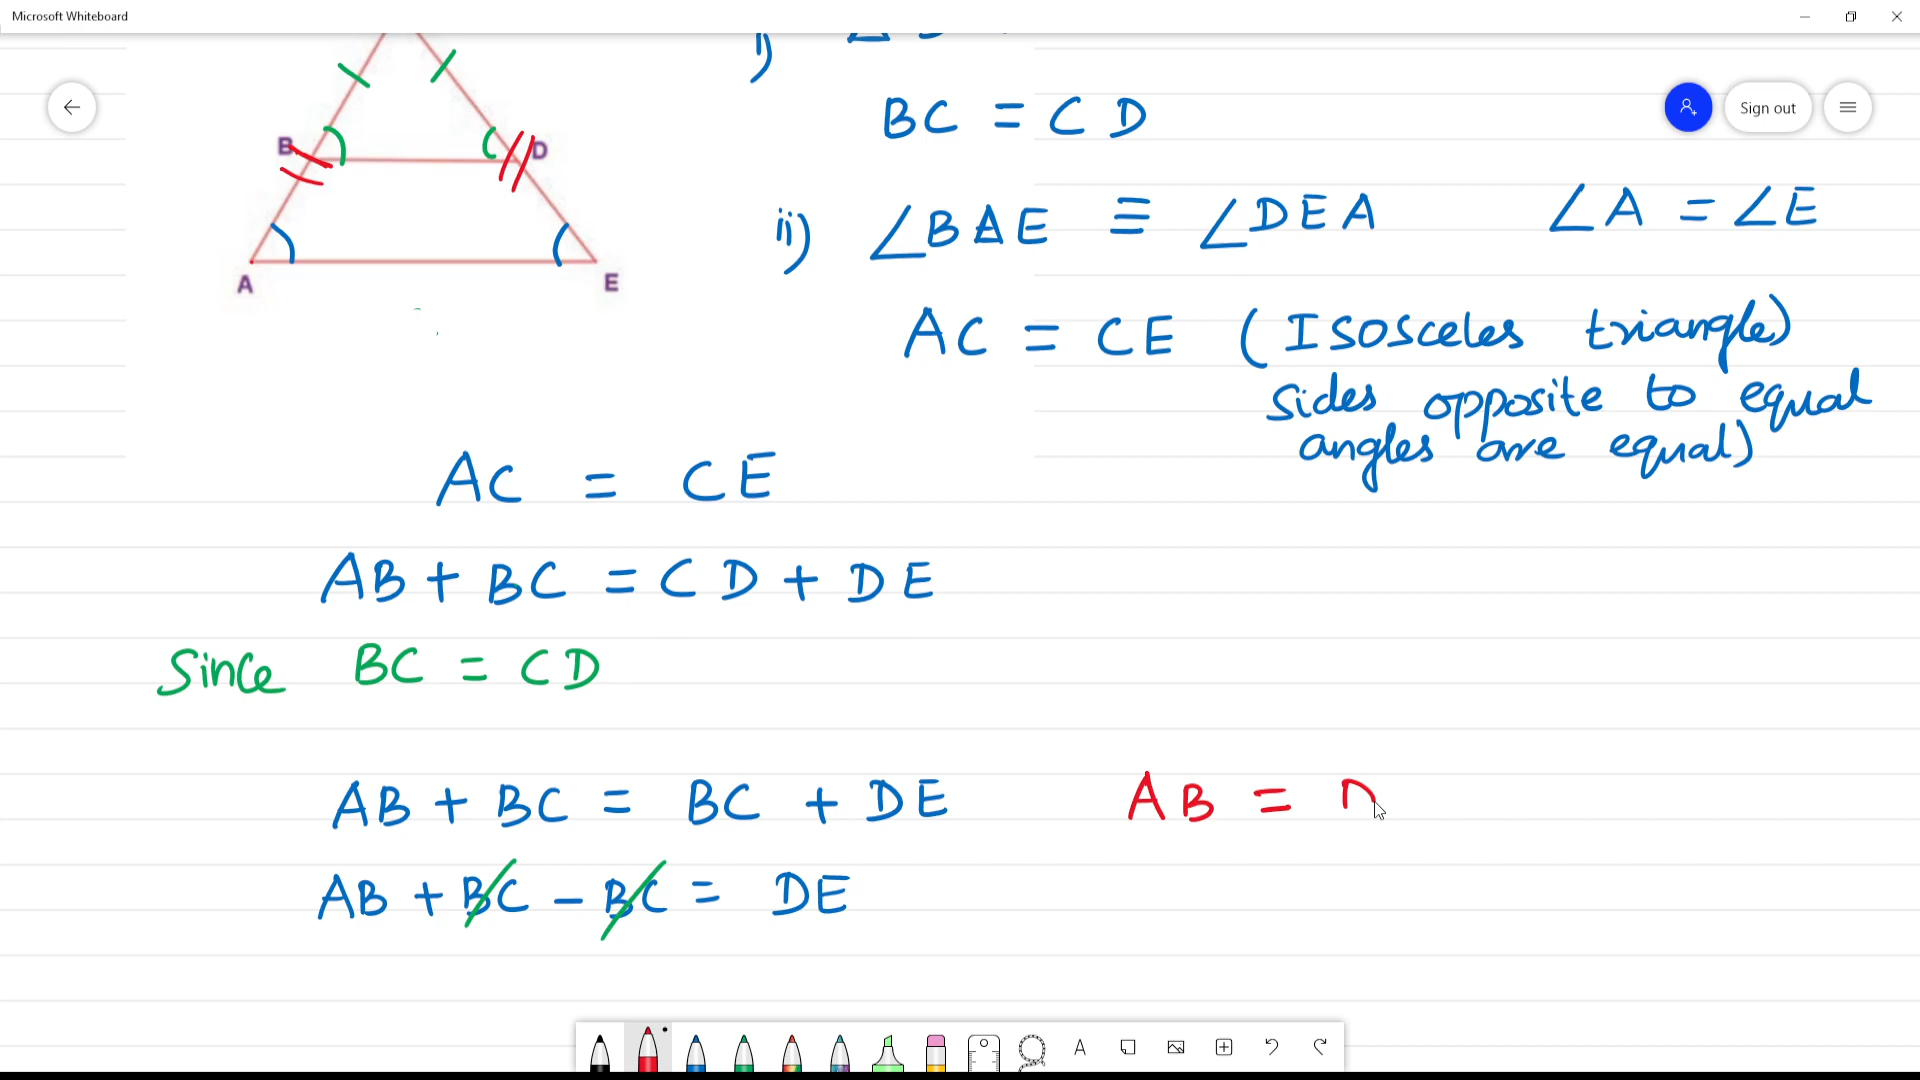 Microsoft Whiteboard
i)
BC = CD
Sign out
B
D
ii) ∠BAE ≡ ∠DEA ∠A = ∠E
A
E
AC = CE (Isosceles triangle)
sides opposite to equal
angles are equal)
AC = CE
AB + BC = CD + DE
Since BC = CD
AB + BC = BC + DE AB =
AB + BC - BC = DE
A